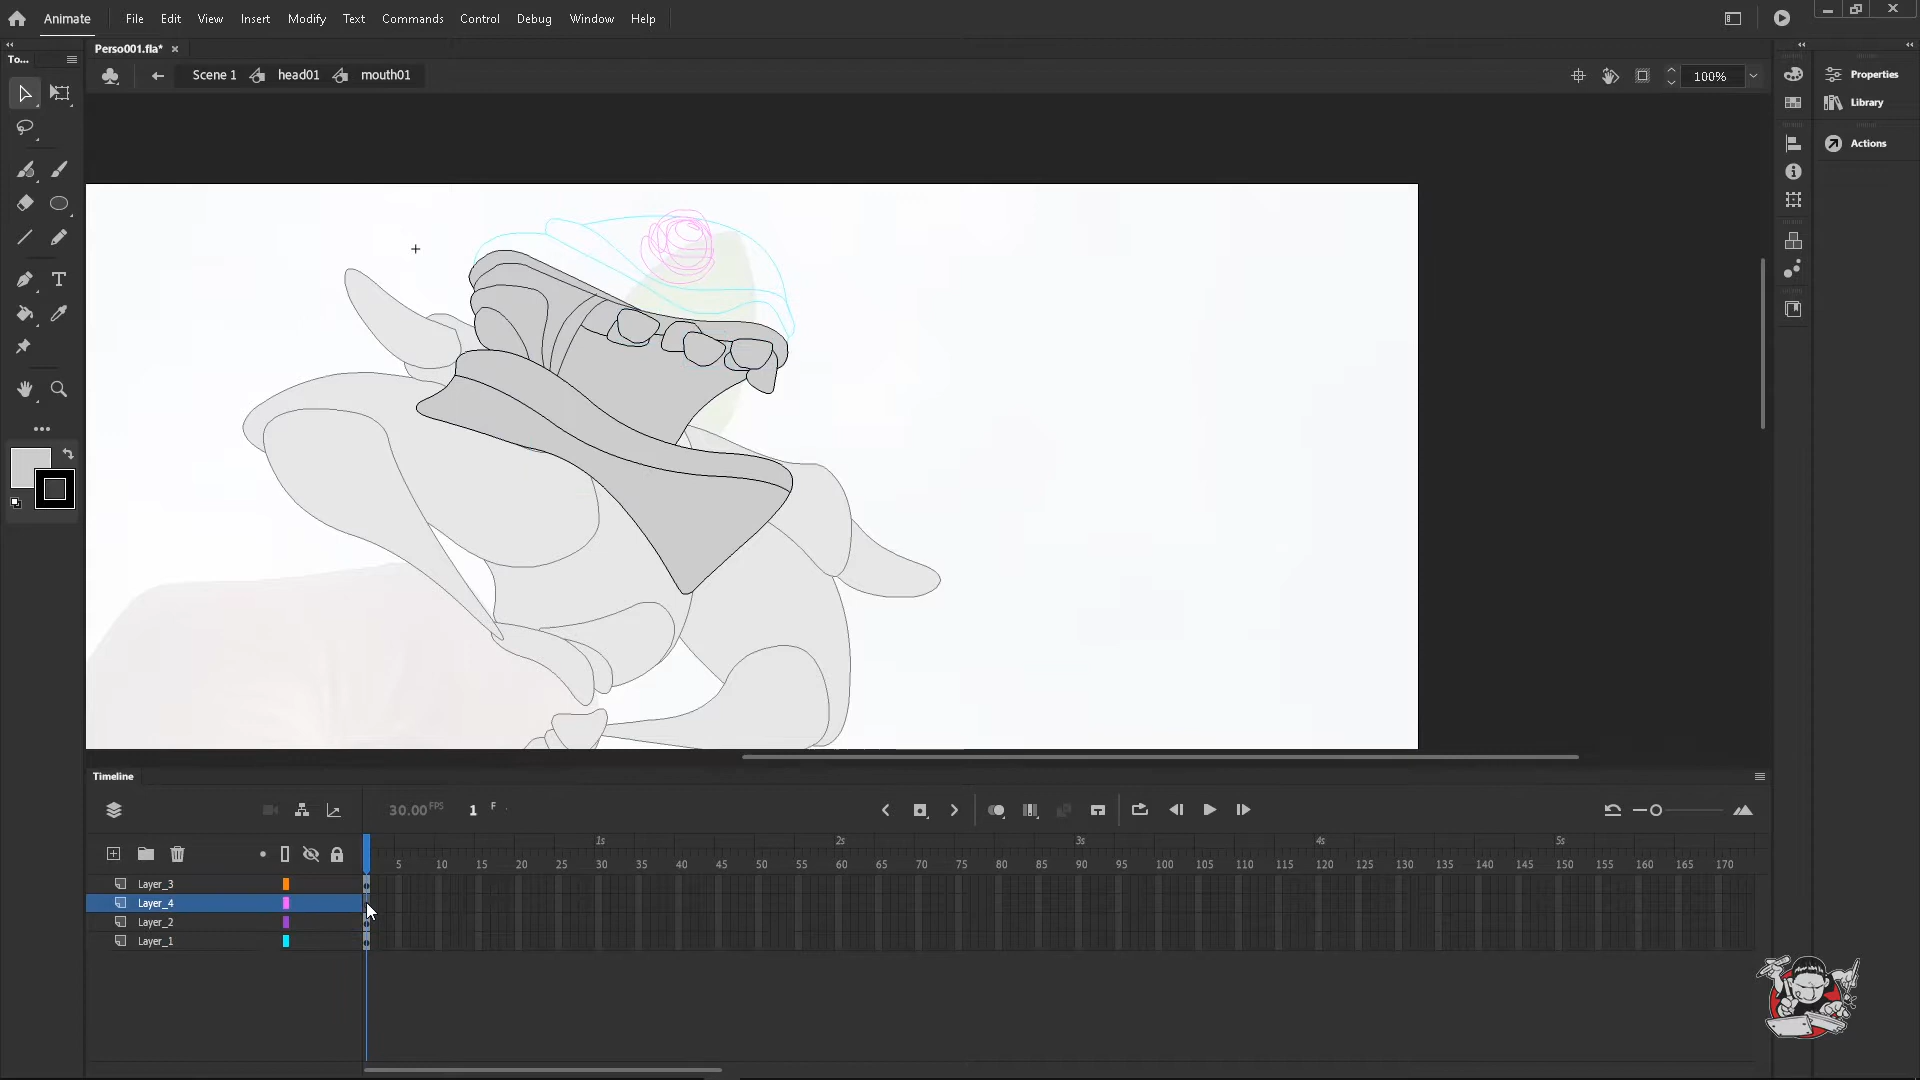 Animate File Edit View Insert Modify Text Commands Control Debug Window Help
Perso001.fla*
To...
Scene 1 head01 mouth01
100%
Properties
Library
Actions
Timeline
30.00 FPS 1 F
1s 2s 3s 4s 5s
5 10 15 20 25 30 35 40 45 50 55 60 65 70 75 80 85 90 95 100 105 110 115 120 125 130 135 140 145 150 155 160 165 170
Layer_3
Layer_4
Layer_2
Layer_1